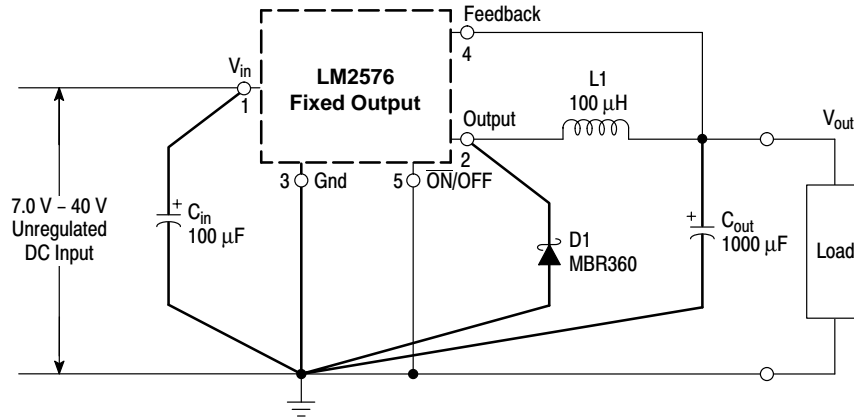 Feedback
4
V_in
1
LM2576
Fixed Output
L1
100 μH
Output
2
V_out
3 Gnd
5 O̅N̅/OFF
7.0 V – 40 V
Unregulated
DC Input
+
C_in
100 μF
D1
MBR360
+
C_out
1000 μF
Load